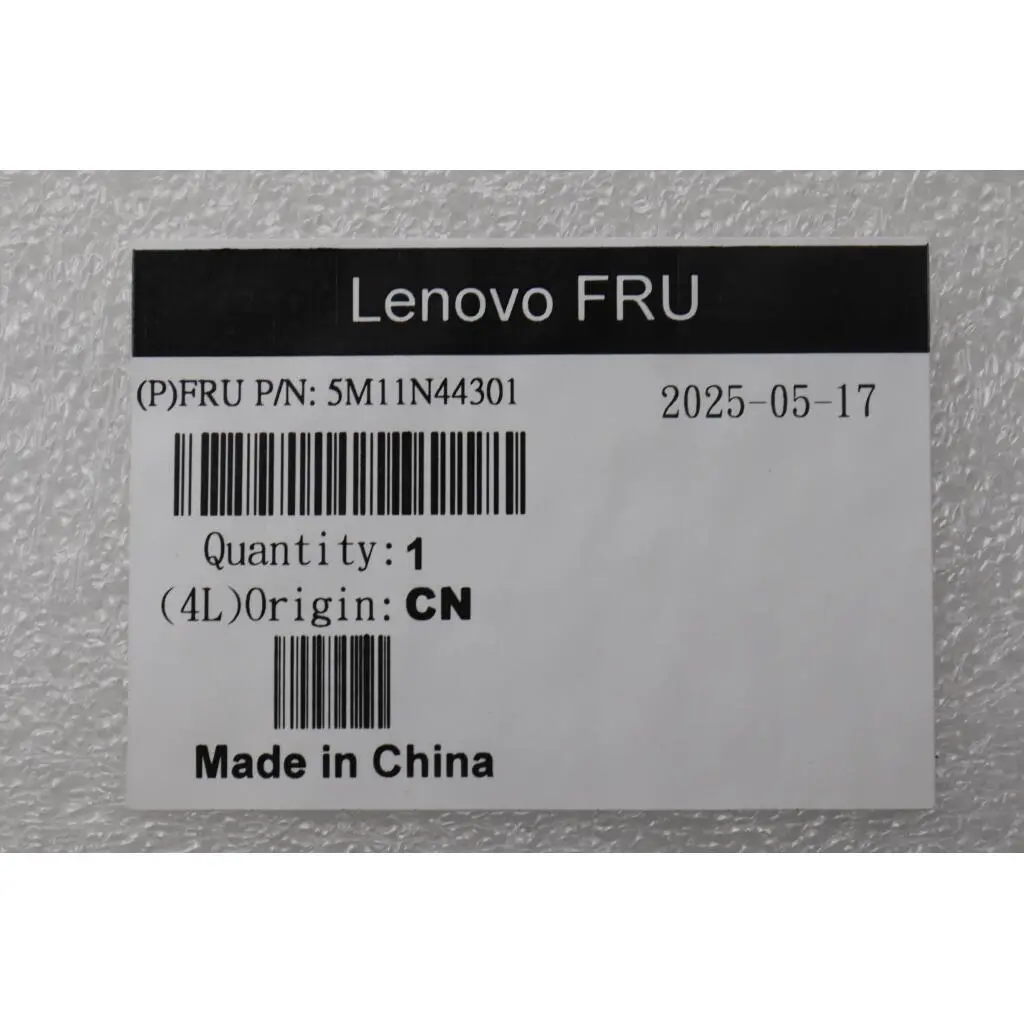 Lenovo FRU
(P)FRU P/N: 5M11N44301
2025-05-17
Quantity: 1
(4L)Origin: CN
Made in China